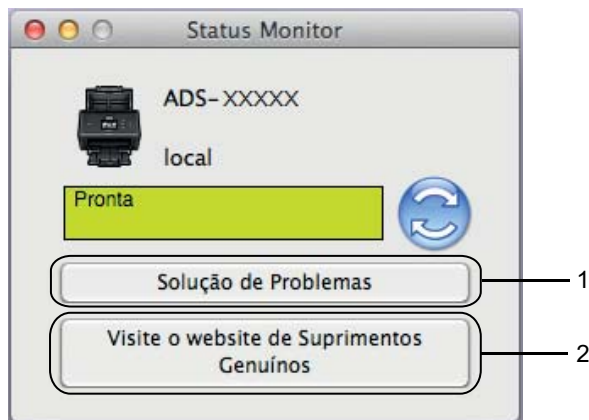 Status Monitor
ADS-XXXXX
local
Pronta
Solução de Problemas
1
Visite o website de Suprimentos
Genuínos
2